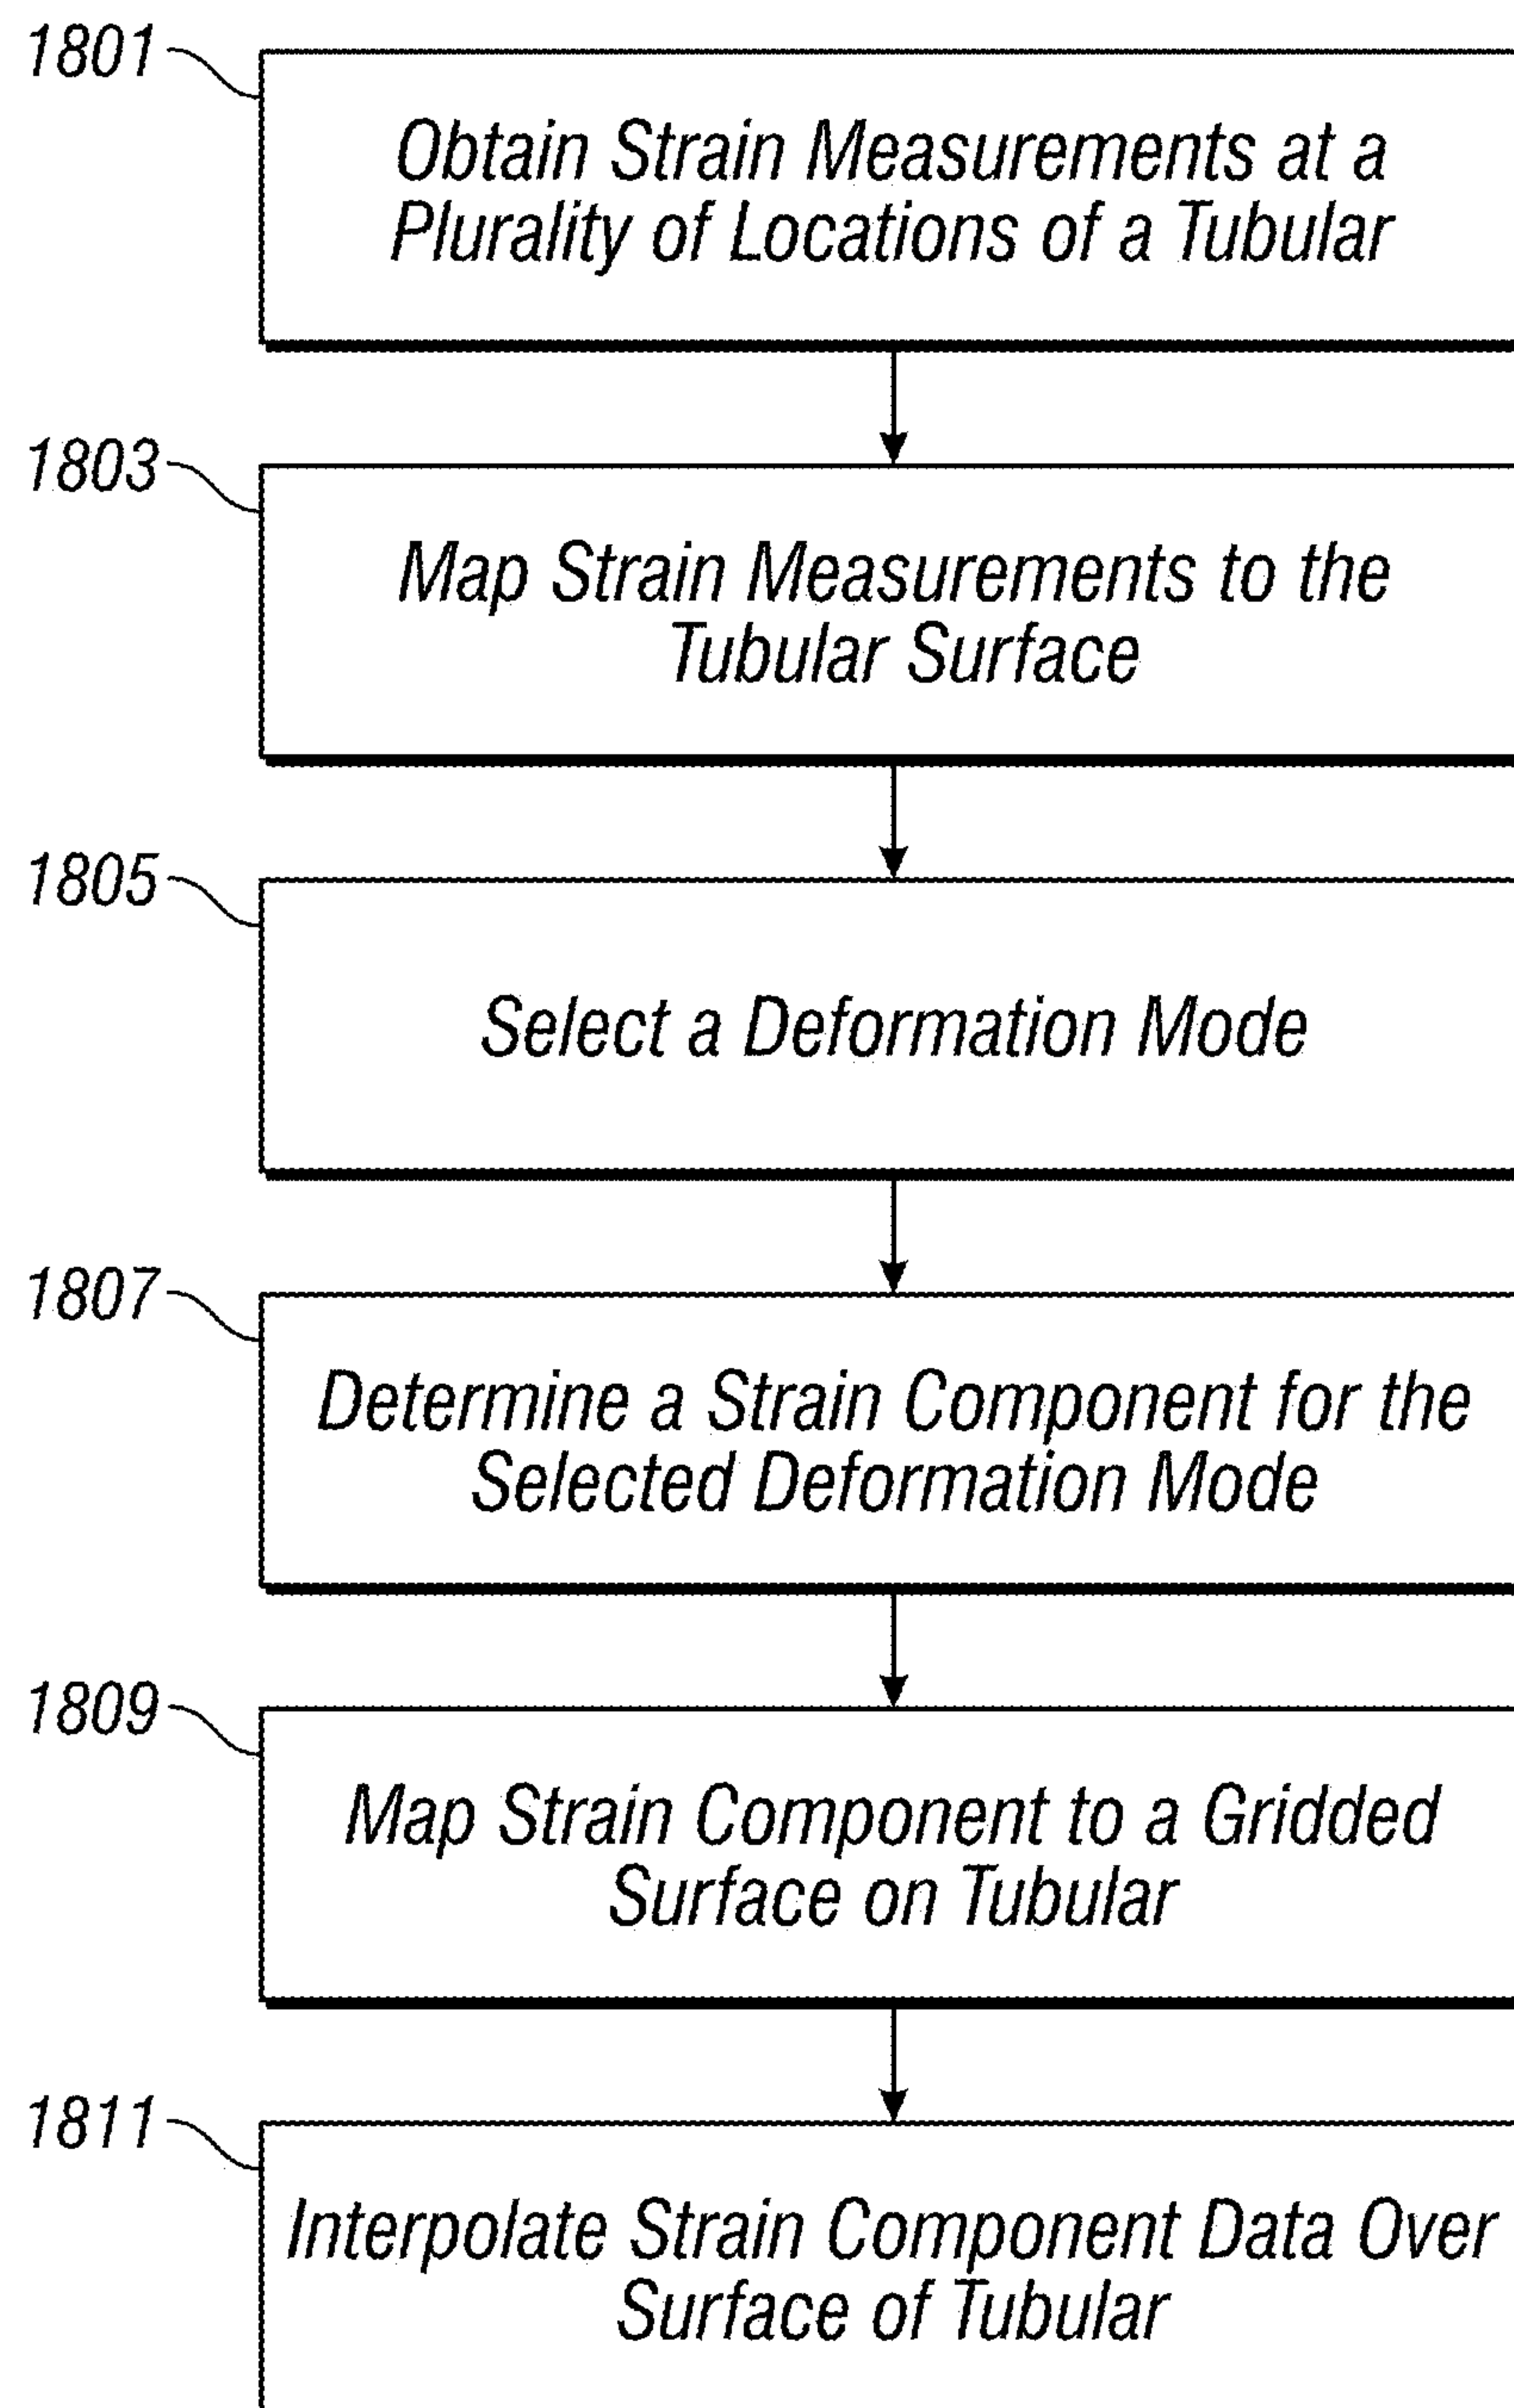 1801
Obtain Strain Measurements at a
Plurality of Locations of a Tubular
1803
Map Strain Measurements to the
Tubular Surface
1805
Select a Deformation Mode
1807
Determine a Strain Component for the
Selected Deformation Mode
1809
Map Strain Component to a Gridded
Surface on Tubular
1811
Interpolate Strain Component Data Over
Surface of Tubular